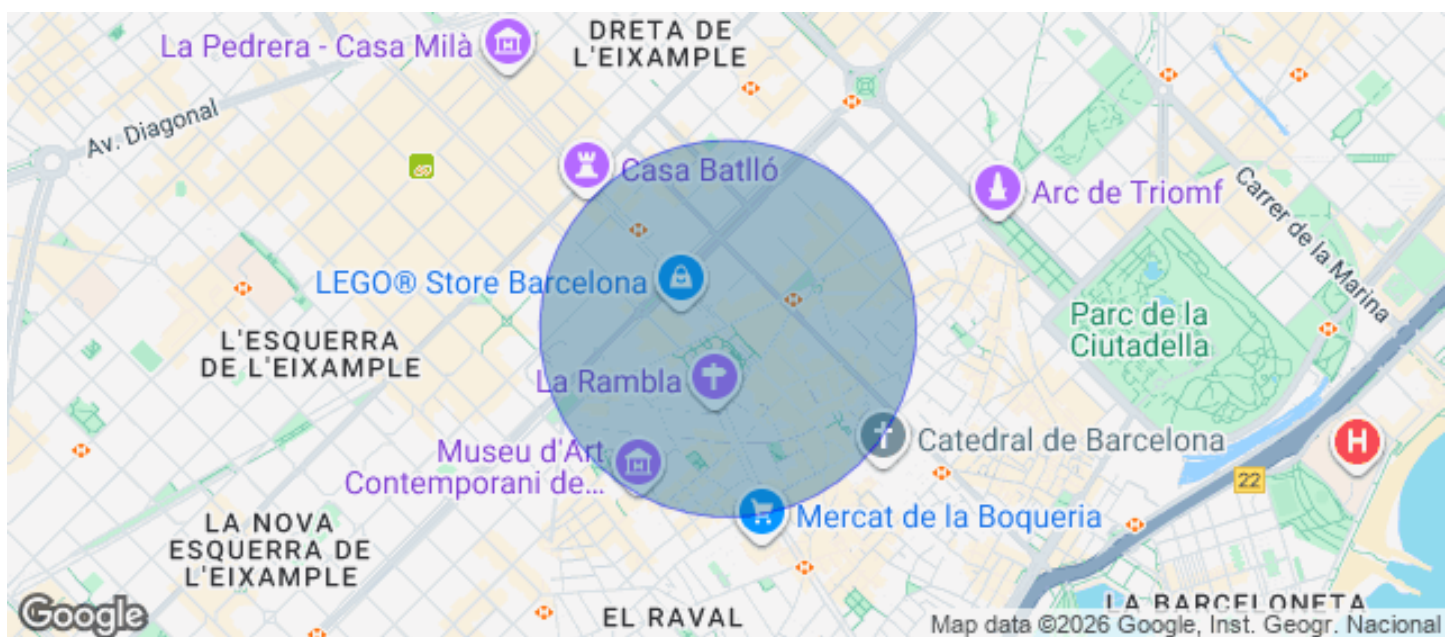 La Pedrera - Casa Milà
DRETA DE
L'EIXAMPLE
Av. Diagonal
Casa Batlló
Arc de Triomf
Carrer de la Marina
LEGO® Store Barcelona
L'ESQUERRA
DE L'EIXAMPLE
Parc de la
Ciutadella
La Rambla
Catedral de Barcelona
H
Museu d'Art
Contemporani de...
22
Mercat de la Boqueria
LA NOVA
ESQUERRA DE
L'EIXAMPLE
EL RAVAL
LA BARCELONETA
Google
Map data ©2026 Google, Inst. Geogr. Nacional